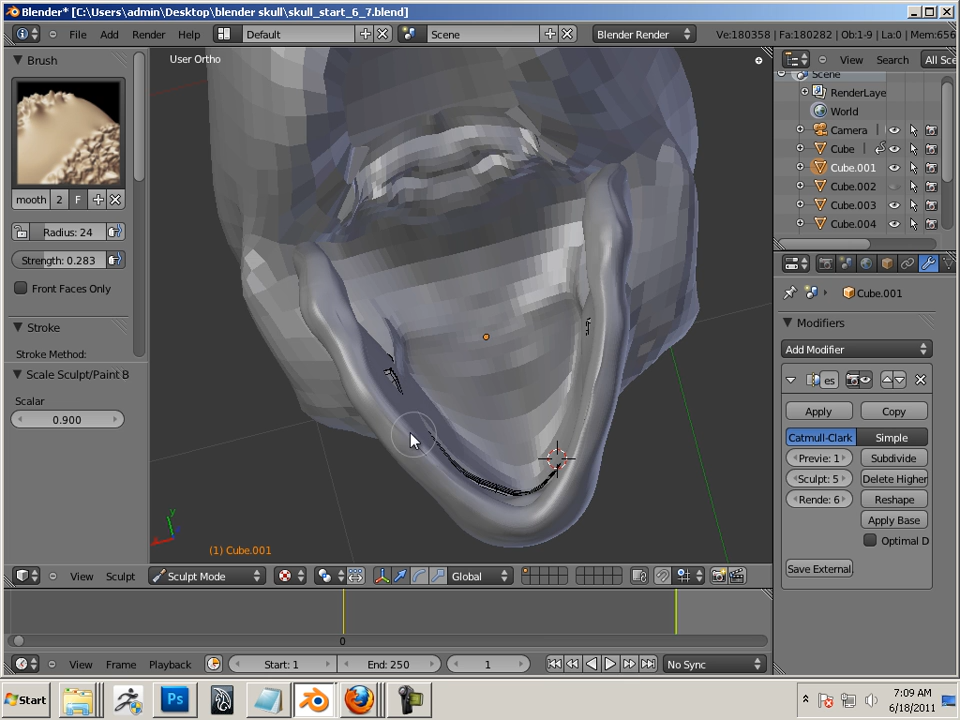 Blender* [C:\Users\admin\Desktop\blender skull\skull_start_6_7.blend]
File Add Render Help Default Scene Blender Render Ve:180358 | Fa:180282 | Ob:1-9 | La:0 | Mem:656
Brush
User Ortho
View Search All Sce
Scene
RenderLaye
World
Camera
Cube
Cube.001
Cube.002
Cube.003
Cube.004
mooth 2 F
Radius: 24
Strength: 0.283
Front Faces Only
Stroke
Stroke Method:
Scale Sculpt/Paint B
Scalar
0.900
Cube.001
Modifiers
Add Modifier
es
Apply Copy
Catmull-Clark Simple
Previe: 1 Subdivide
Sculpt: 5 Delete Higher
Rende: 6 Reshape
Apply Base
Optimal D
Save External.
y
(1) Cube.001
View Sculpt Sculpt Mode Global
0
View Frame Playback Start: 1 End: 250 1 No Sync
Start Ps 7:09 AM
6/18/2011